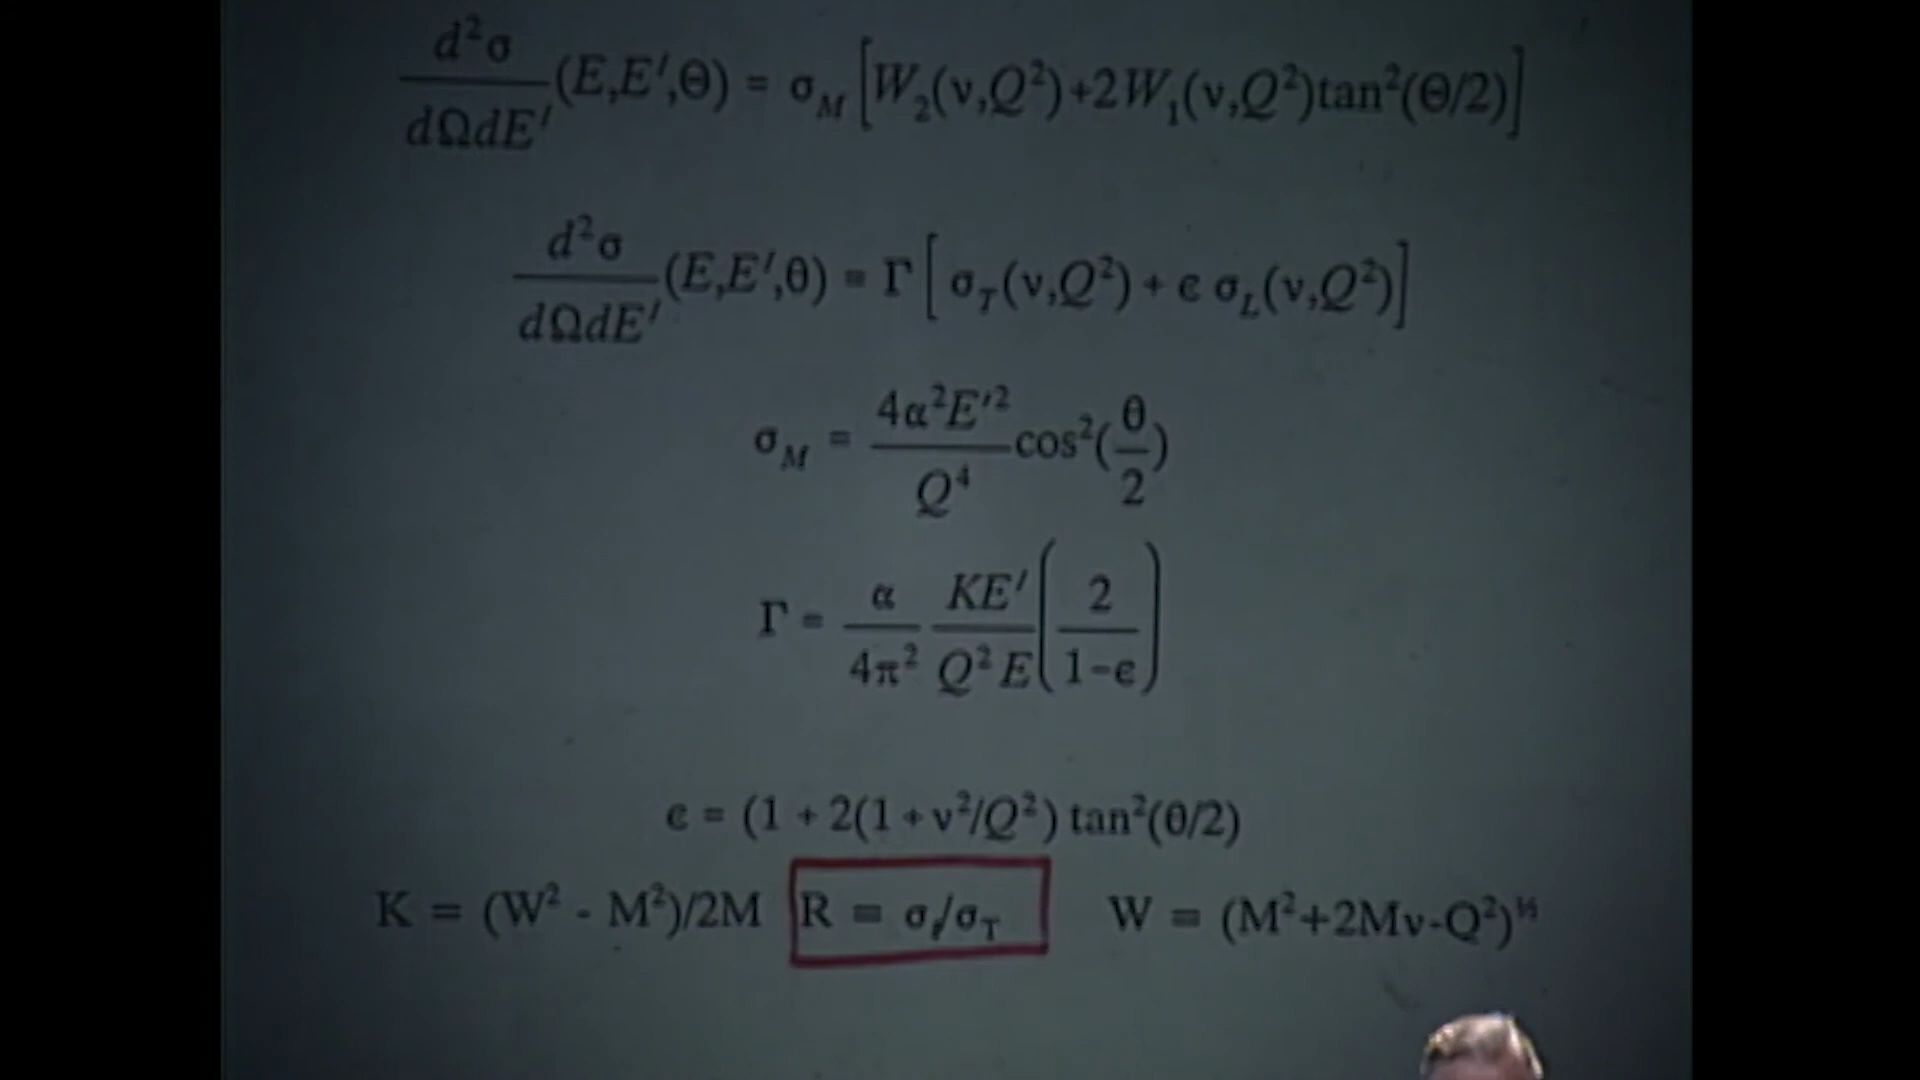 d²σ/dΩdE′ (E,E′,Θ) = σ_M [W₂(ν,Q²)+2W₁(ν,Q²)tan²(Θ/2)]
d²σ/dΩdE′ (E,E′,θ) = Γ [ σ_T(ν,Q²) + ϵ σ_L(ν,Q²)]
σ_M = 4α²E′²/Q⁴ cos²(θ/2)
Γ = α/4π² KE′/Q²E (2/1-ϵ)
ϵ = (1 + 2(1 + ν²/Q²) tan²(θ/2)
K = (W² - M²)/2M R = σ_ℓ/σ_T W = (M²+2Mν-Q²)^½